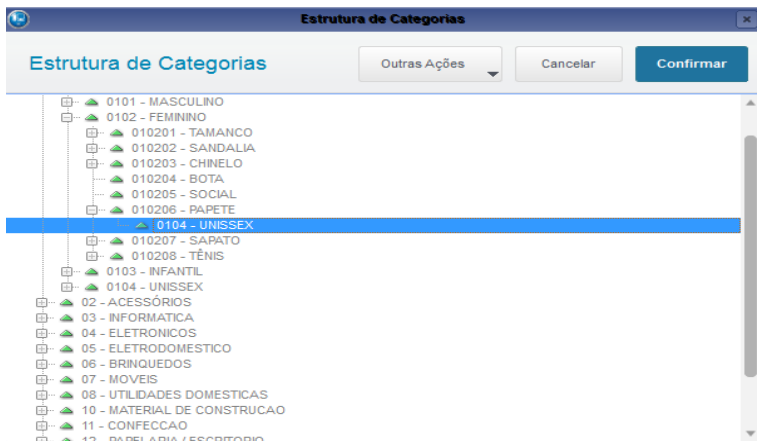 Estrutura de Categorias
Estrutura de Categorias
Outras Ações
Cancelar
Confirmar
0101 - MASCULINO
0102 - FEMININO
010201 - TAMANCO
010202 - SANDALIA
010203 - CHINELO
010204 - BOTA
010205 - SOCIAL
010206 - PAPETE
0104 - UNISSEX
010207 - SAPATO
010208 - TÊNIS
0103 - INFANTIL
0104 - UNISSEX
02 - ACESSÓRIOS
03 - INFORMATICA
04 - ELETRONICOS
05 - ELETRODOMESTICO
06 - BRINQUEDOS
07 - MOVEIS
08 - UTILIDADES DOMESTICAS
10 - MATERIAL DE CONSTRUCAO
11 - CONFECCAO
12 - PAPELARIA / ESCRITORIO